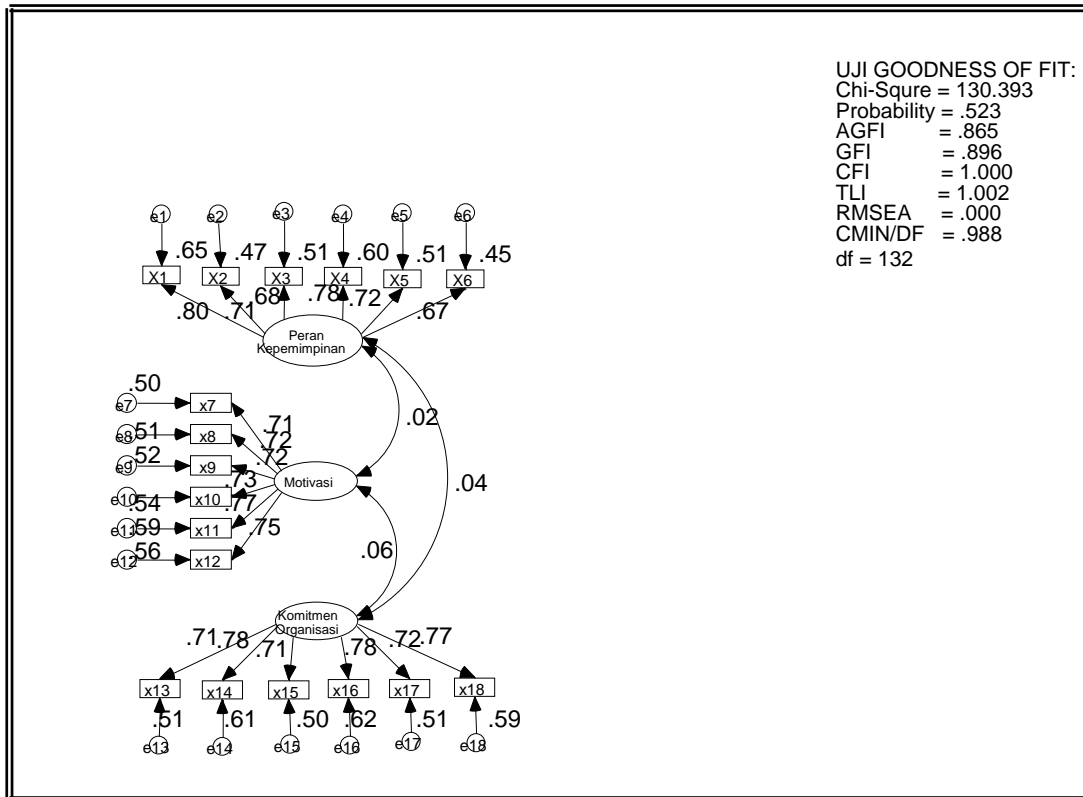 UJI GOODNESS OF FIT:
Chi-Squre = 130.393
Probability = .523
AGFI = .865
GFI = .896
CFI = 1.000
TLI = 1.002
RMSEA = .000
CMIN/DF = .988
df = 132
e1 e2 e3 e4 e5 e6
.65 .47 .51 .60 .51 .45
X1 X2 X3 X4 X5 X6
.80 .71 .68 .78 .72 .67
Peran
Kepemimpinan
.50
e7 x7
.71
e8 .51 x8
.72
.02
.52
.72
e9 x9
.73
Motivasi
.04
e10 x10
.54
.77
e11 x11
.59
.75
e12 .56 x12
.06
Komitmen
Organisasi
.71 .78 .71 .78 .72 .77
x13 x14 x15 x16 x17 x18
.51 .61 .50 .62 .51 .59
e13 e14 e15 e16 e17 e18